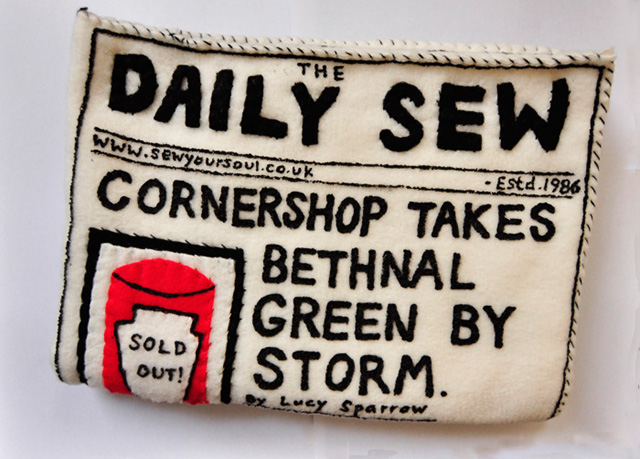 THE
DAILY SEW
www.sewyoursoul.co.uk
-Estd.1986
CORNERSHOP TAKES
BETHNAL
GREEN BY
STORM.
By Lucy Sparrow
SOLD
OUT!